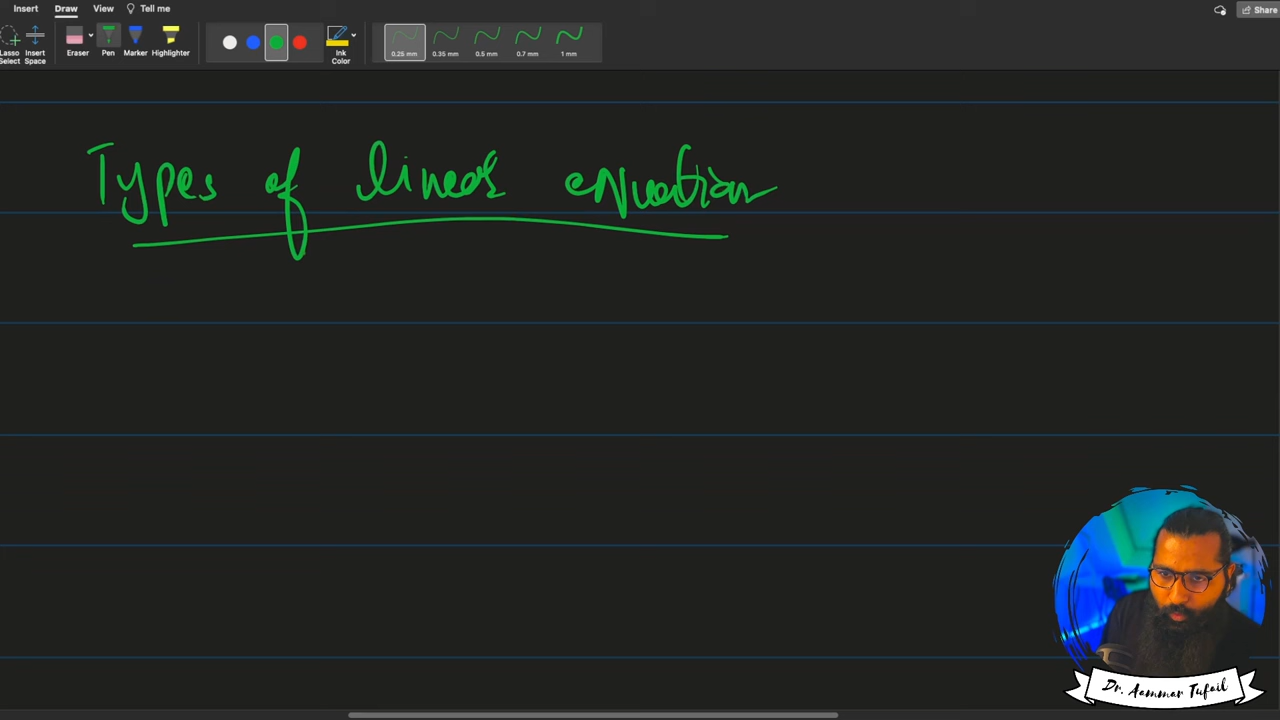 Insert Draw View Tell me
Share
Lasso Select
Insert Space
Eraser
Pen
Marker
Highlighter
Ink Color
0.25 mm
0.35 mm
0.5 mm
0.7 mm
1 mm
Types of linear equation
Dr. Aammar Tufail